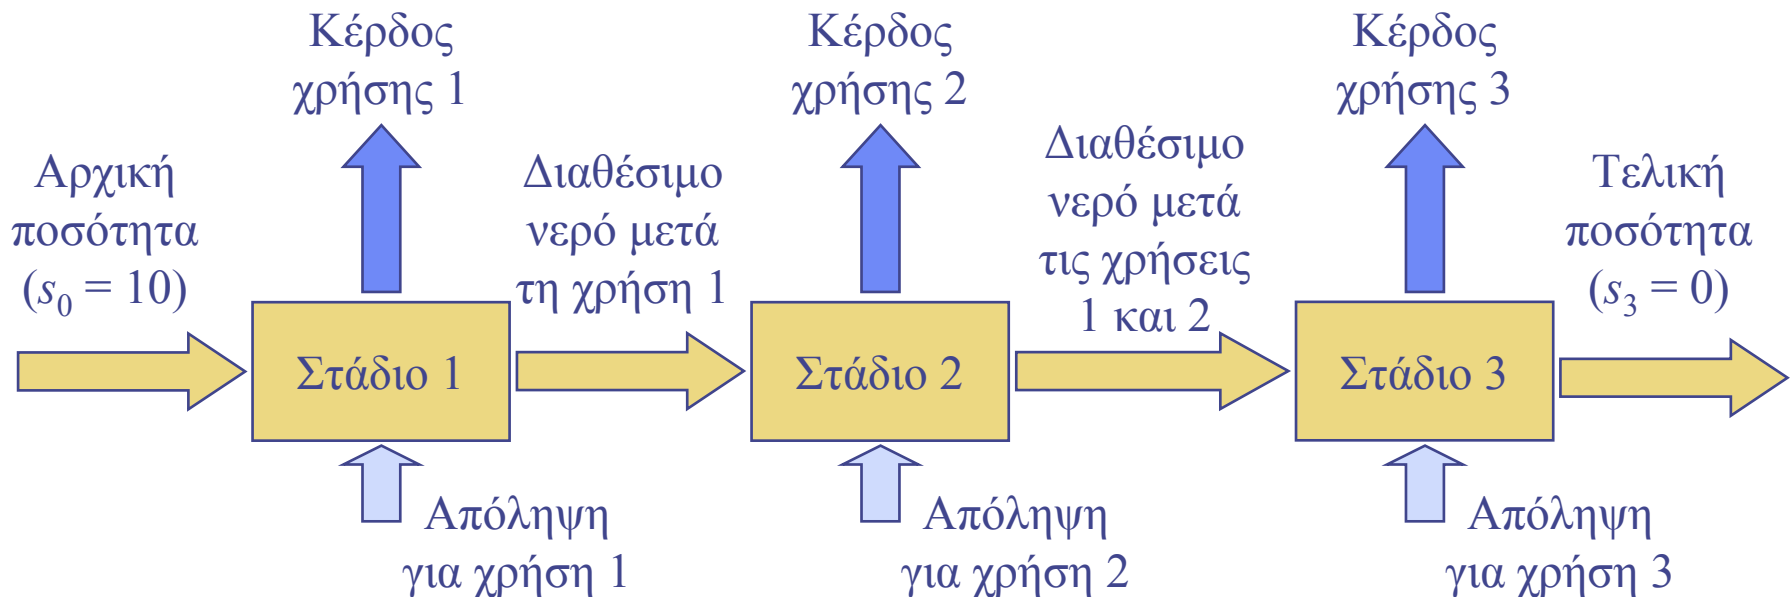 Κέρδος
χρήσης 1
Κέρδος
χρήσης 2
Κέρδος
χρήσης 3
Αρχική
ποσότητα
(s0 = 10)
Διαθέσιμο
νερό μετά
τη χρήση 1
Διαθέσιμο
νερό μετά
τις χρήσεις
1 και 2
Τελική
ποσότητα
(s3 = 0)
Στάδιο 1
Στάδιο 2
Στάδιο 3
Απόληψη
για χρήση 1
Απόληψη
για χρήση 2
Απόληψη
για χρήση 3